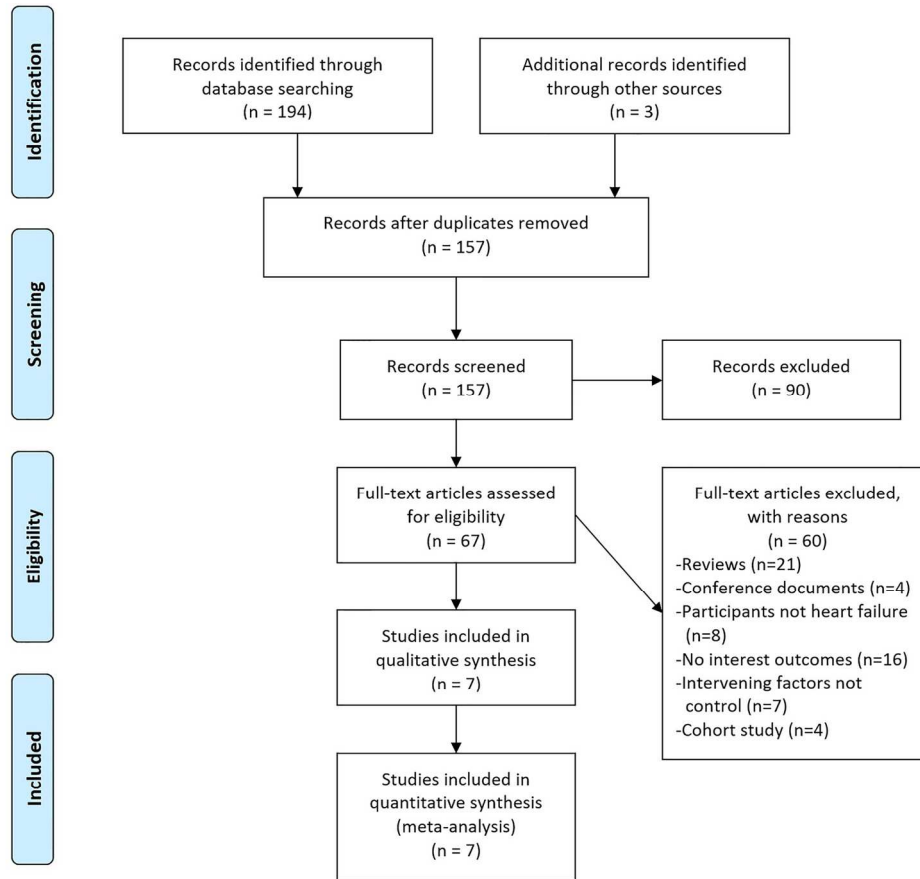 Identification
Records identified through
database searching
(n = 194)
Additional records identified
through other sources
(n = 3)
Records after duplicates removed
(n = 157)
Screening
Records screened
(n = 157)
Records excluded
(n = 90)
Eligibility
Full-text articles assessed
for eligibility
(n = 67)
Full-text articles excluded,
with reasons
(n = 60)
-Reviews (n=21)
-Conference documents (n=4)
-Participants not heart failure
(n=8)
-No interest outcomes (n=16)
-Intervening factors not
control (n=7)
-Cohort study (n=4)
Studies included in
qualitative synthesis
(n = 7)
Included
Studies included in
quantitative synthesis
(meta-analysis)
(n = 7)